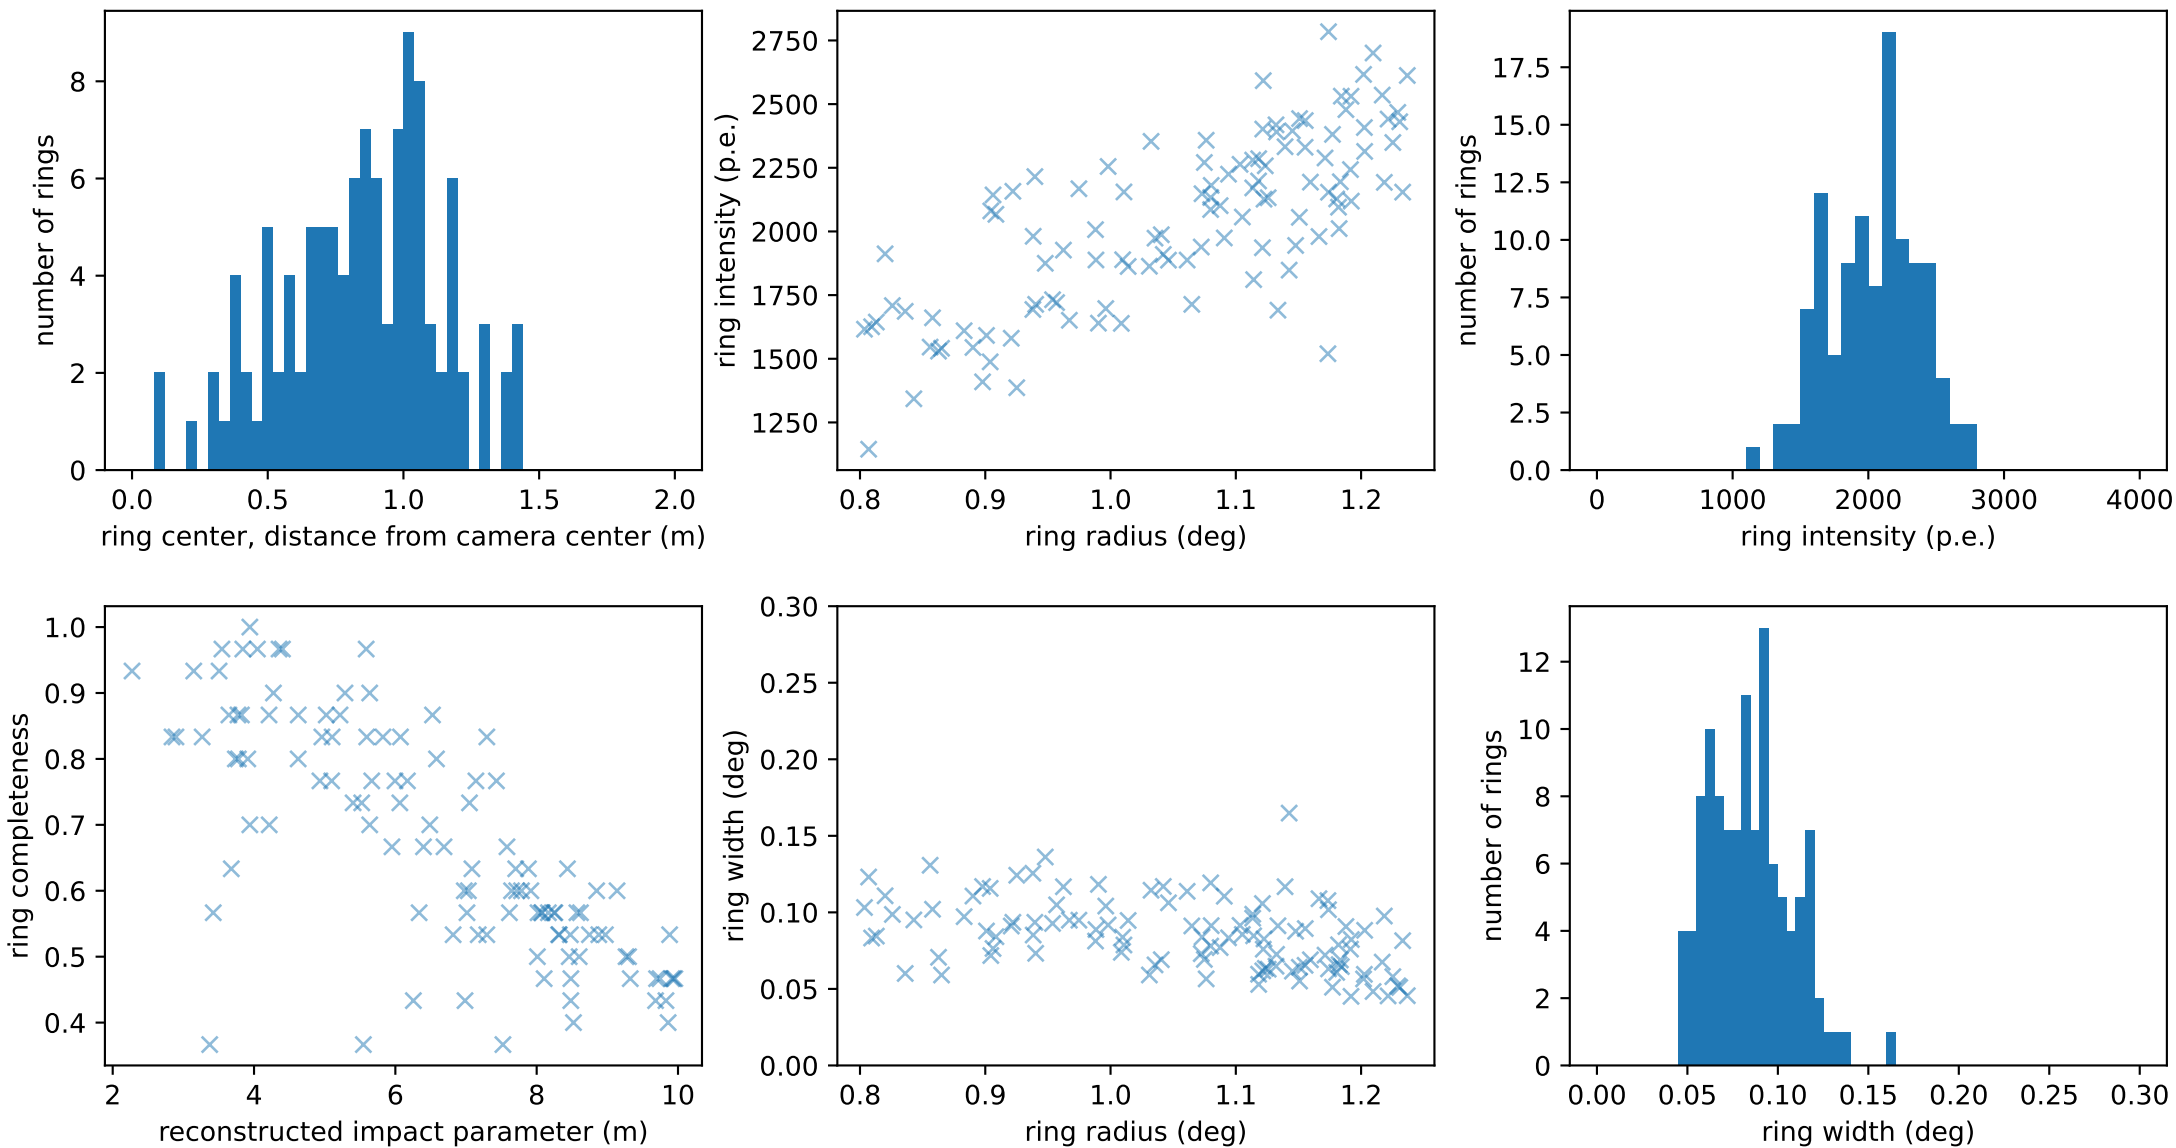 8
6
4
2
0
0.0 0.5 1.0 1.5 2.0
number of rings
ring center, distance from camera center (m)
2750
2500
2250
2000
1750
1500
1250
0.8 0.9 1.0 1.1 1.2
ring intensity (p.e.)
ring radius (deg)
17.5
15.0
12.5
10.0
7.5
5.0
2.5
0.0
0 1000 2000 3000 4000
number of rings
ring intensity (p.e.)
1.0
0.9
0.8
0.7
0.6
0.5
0.4
2 4 6 8 10
ring completeness
reconstructed impact parameter (m)
0.30
0.25
0.20
0.15
0.10
0.05
0.00
0.8 0.9 1.0 1.1 1.2
ring width (deg)
ring radius (deg)
12
10
8
6
4
2
0
0.00 0.05 0.10 0.15 0.20 0.25 0.30
number of rings
ring width (deg)